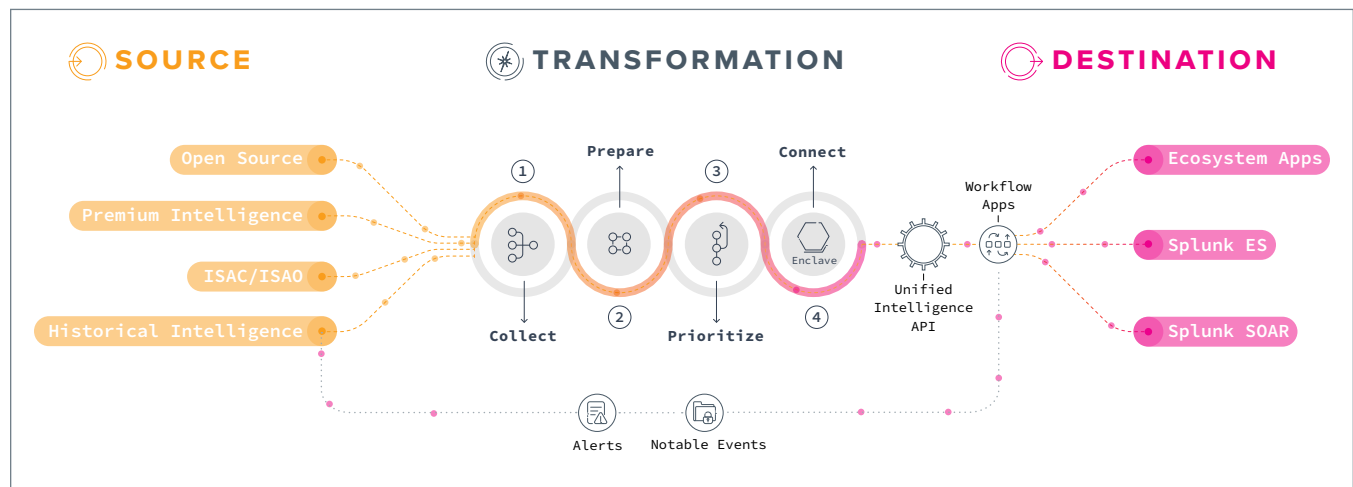 SOURCE
TRANSFORMATION
DESTINATION
Open Source
Premium Intelligence
ISAC/ISAO
Historical Intelligence
1
Collect
Prepare
2
3
Prioritize
Connect
Enclave
4
Unified
Intelligence
API
Workflow
Apps
Ecosystem Apps
Splunk ES
Splunk SOAR
Alerts
Notable Events